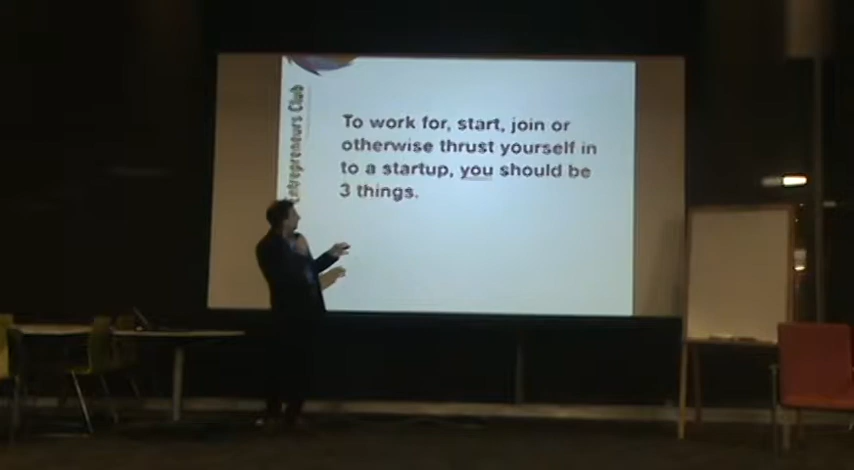 Entrepreneurs Club
To work for, start, join or
otherwise thrust yourself in
to a startup, you should be
3 things.